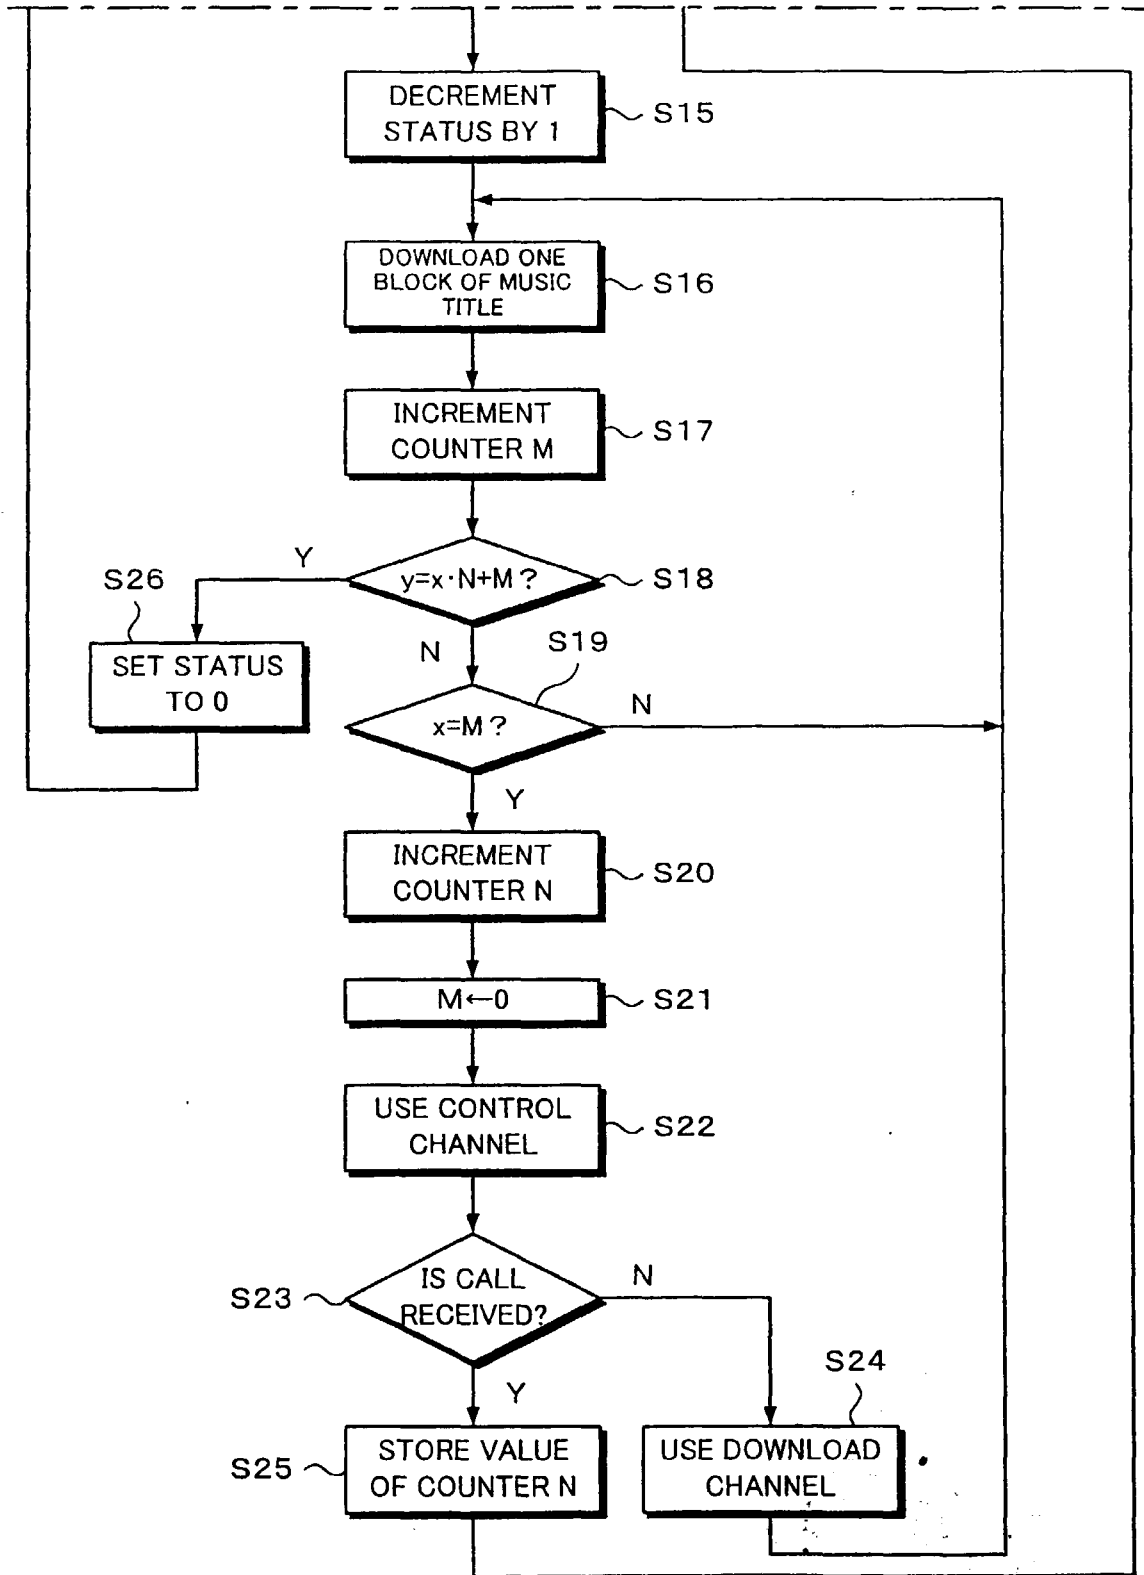 DECREMENT
STATUS BY 1
S15
DOWNLOAD ONE
BLOCK OF MUSIC
TITLE
S16
INCREMENT
COUNTER M
S17
Y
y=x·N+M?
S18
S26
SET STATUS
TO 0
N
S19
x=M?
N
Y
INCREMENT
COUNTER N
S20
M←0
S21
USE CONTROL
CHANNEL
S22
S23
IS CALL
RECEIVED?
N
Y
S24
S25
STORE VALUE
OF COUNTER N
USE DOWNLOAD
CHANNEL